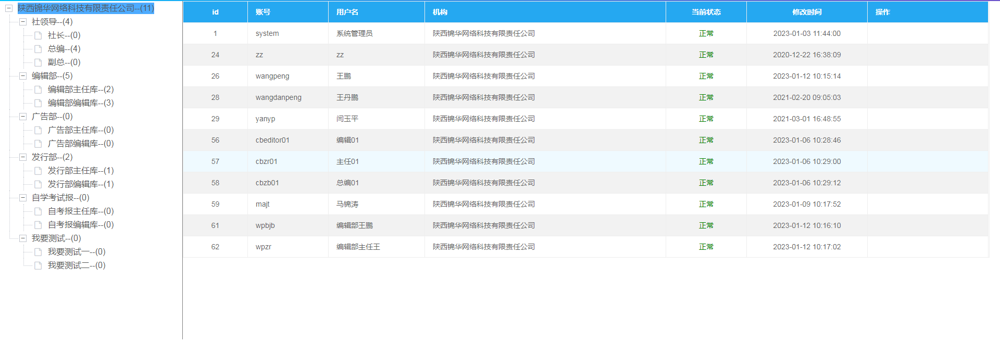 陕西锦华网络科技有限责任公司--(11)
社领导--(4)
社长--(0)
总编--(4)
副总--(0)
编辑部--(5)
编辑部主任库--(2)
编辑部编辑库--(3)
广告部--(0)
广告部主任库--(0)
广告部编辑库--(0)
发行部--(2)
发行部主任库--(1)
发行部编辑库--(1)
自学考试报--(0)
自考报主任库--(0)
自考报编辑库--(0)
我要测试--(0)
我要测试一--(0)
我要测试二--(0)
id 账号 用户名 机构 当前状态 修改时间 操作
1 system 系统管理员 陕西锦华网络科技有限责任公司 正常 2023-01-03 11:44:00
24 zz zz 陕西锦华网络科技有限责任公司 正常 2020-12-22 16:38:09
26 wangpeng 王鹏 陕西锦华网络科技有限责任公司 正常 2023-01-12 10:15:14
28 wangdanpeng 王丹鹏 陕西锦华网络科技有限责任公司 正常 2021-02-20 09:05:03
29 yanyp 闫玉平 陕西锦华网络科技有限责任公司 正常 2021-03-01 16:48:55
56 cbeditor01 编辑01 陕西锦华网络科技有限责任公司 正常 2023-01-06 10:28:46
57 cbzr01 主任01 陕西锦华网络科技有限责任公司 正常 2023-01-06 10:29:00
58 cbzb01 总编01 陕西锦华网络科技有限责任公司 正常 2023-01-06 10:29:12
59 majt 马锦涛 陕西锦华网络科技有限责任公司 正常 2023-01-09 10:17:52
61 wpbjb 编辑部王鹏 陕西锦华网络科技有限责任公司 正常 2023-01-12 10:16:10
62 wpzr 编辑部主任王 陕西锦华网络科技有限责任公司 正常 2023-01-12 10:17:02